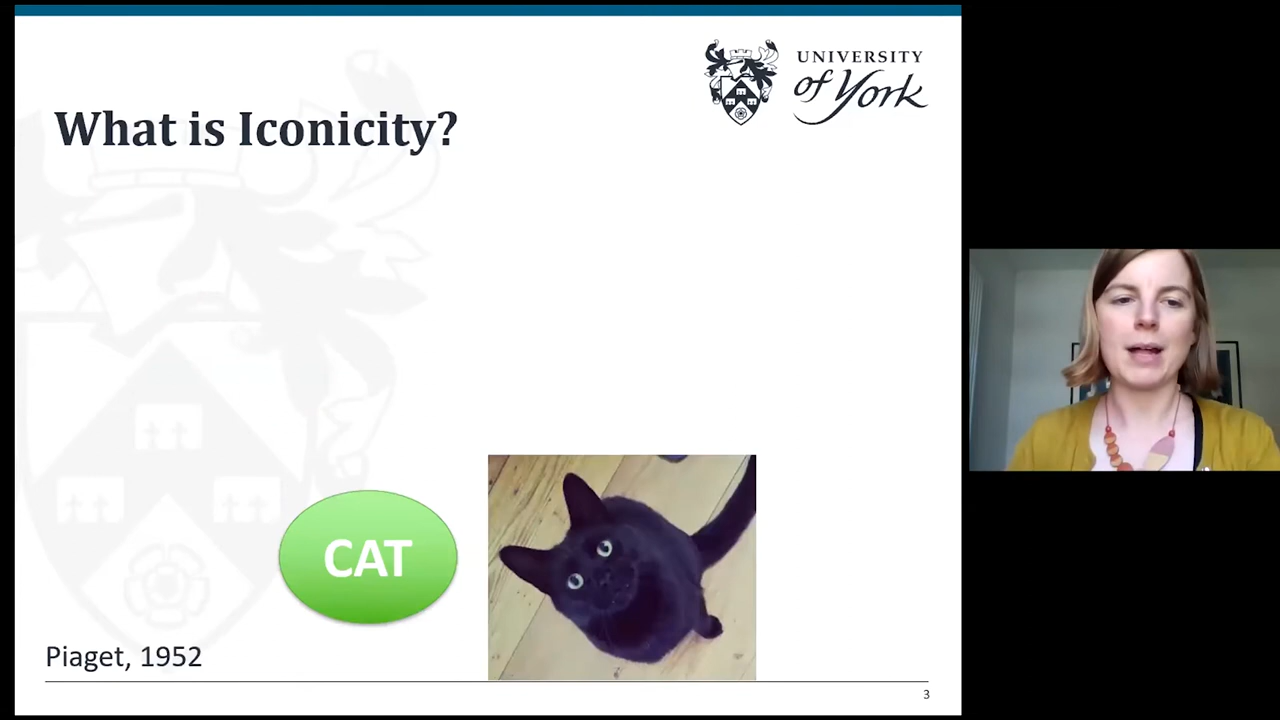 UNIVERSITY
of York
What is Iconicity?
CAT
Piaget, 1952
3